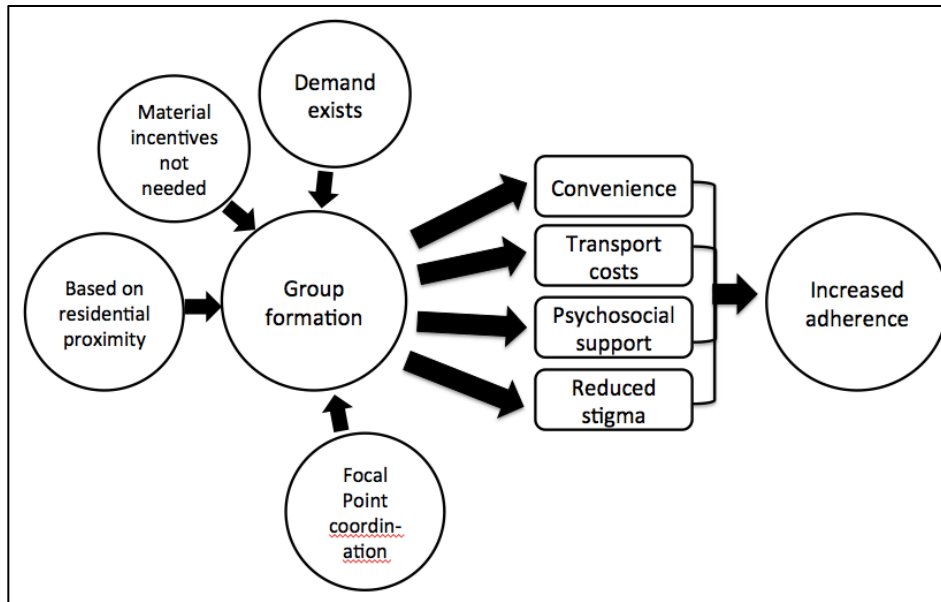 Demand
exists
Material
incentives
not
needed
Based on
residential
proximity
Group
formation
Focal
Point
coordin-
ation
Convenience
Transport
costs
Psychosocial
support
Reduced
stigma
Increased
adherence